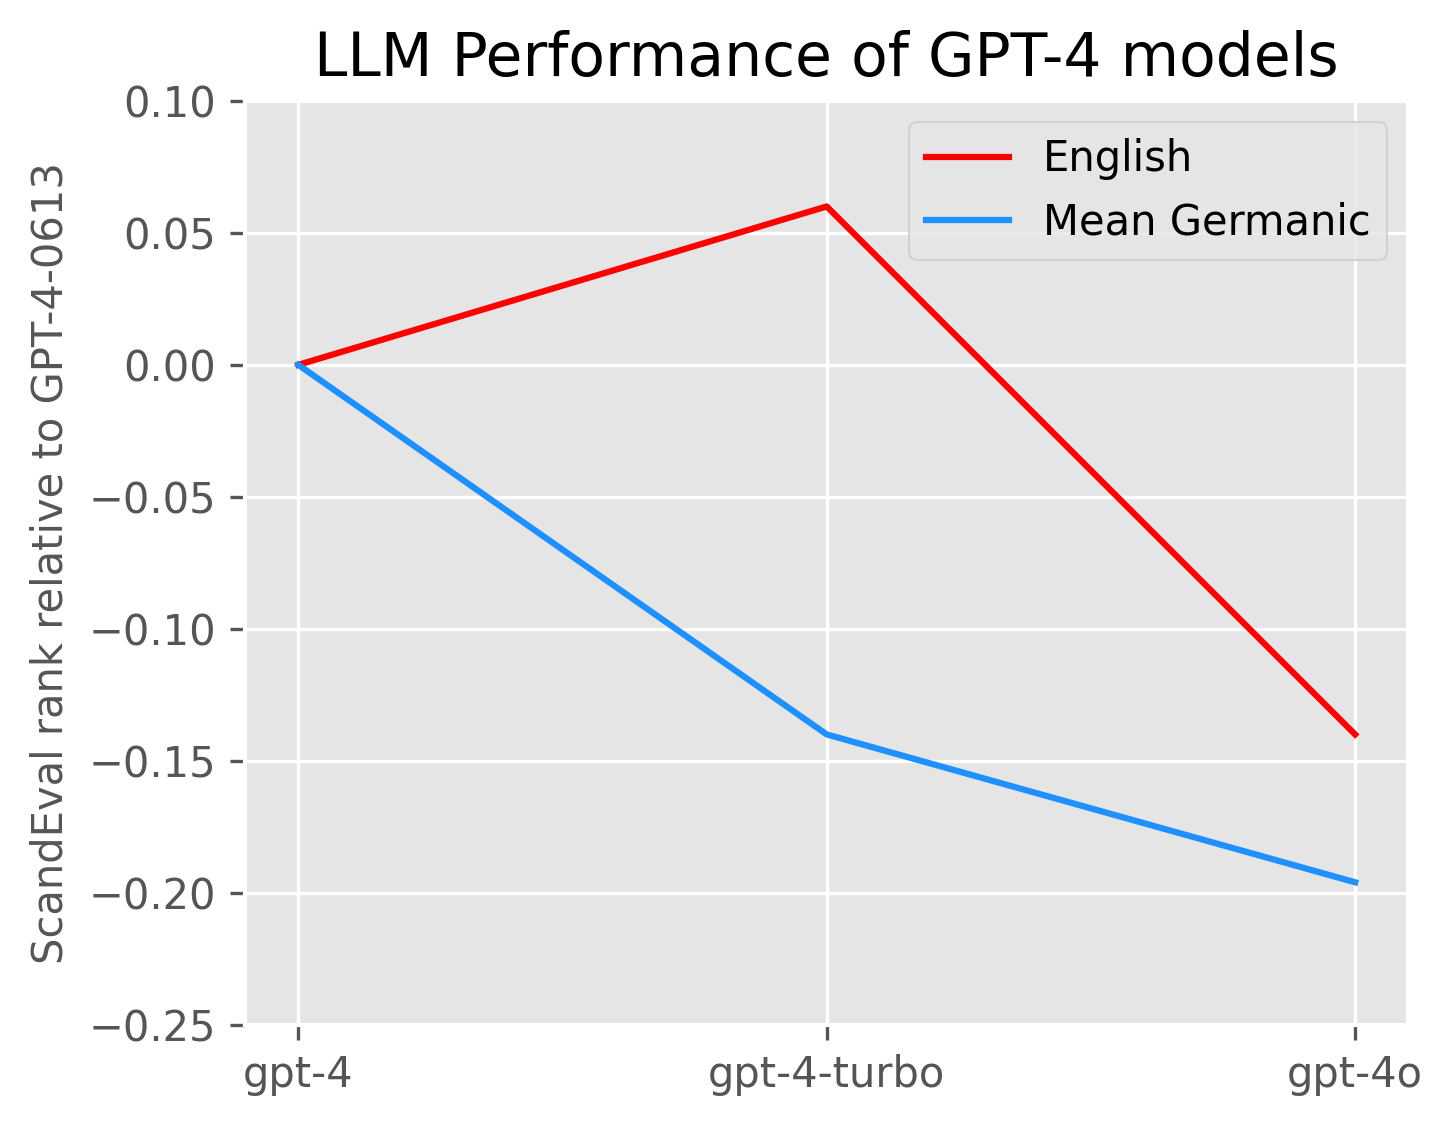 LLM Performance of GPT-4 models
ScandEval rank relative to GPT-4-0613
0.10
0.05
0.00
−0.05
−0.10
−0.15
−0.20
−0.25
English
Mean Germanic
gpt-4
gpt-4-turbo
gpt-4o